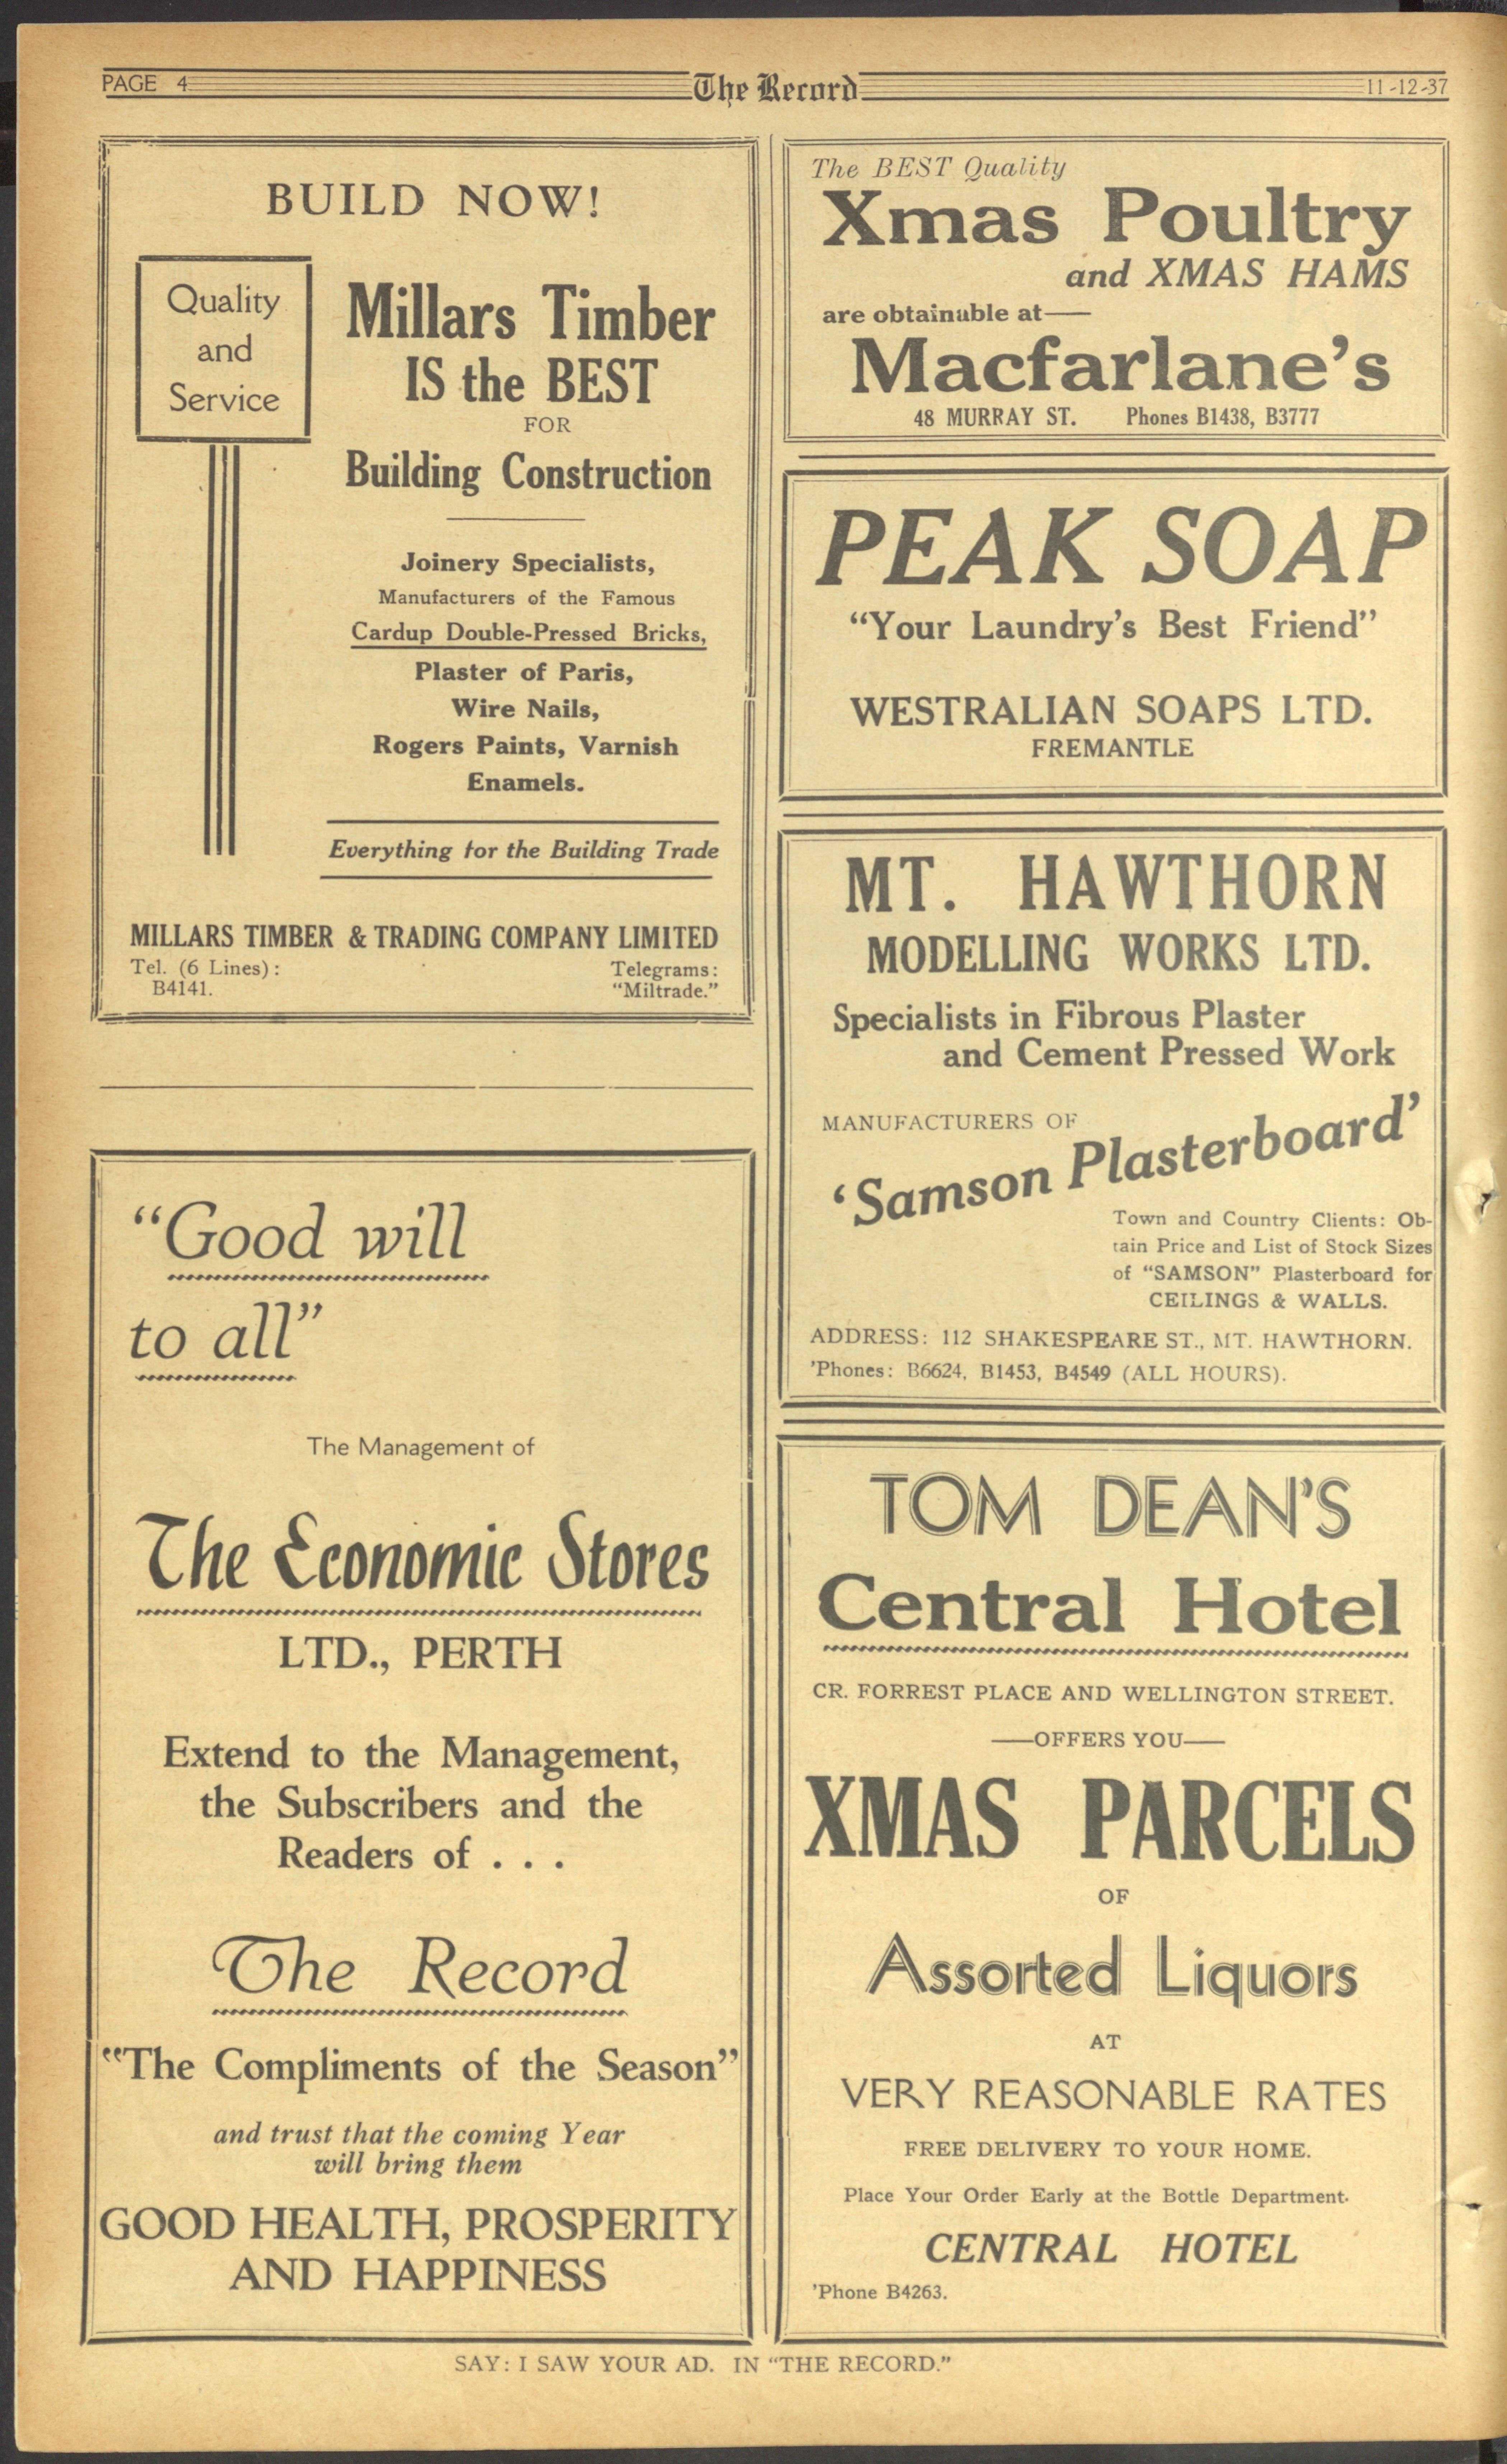 PAGE 4
The Record
11-12-37
BUILD NOW!
Quality
and
Service
Millars Timber
IS the BEST
FOR
Building Construction
Joinery Specialists,
Manufacturers of the Famous
Cardup Double-Pressed Bricks,
Plaster of Paris,
Wire Nails,
Rogers Paints, Varnish
Enamels.
Everything for the Building Trade
MILLARS TIMBER & TRADING COMPANY LIMITED
Tel. (6 Lines):
B4141.
Telegrams:
"Miltrade."
"Good will
to all"
The Management of
The Economic Stores
LTD., PERTH
Extend to the Management,
the Subscribers and the
Readers of . . .
The Record
"The Compliments of the Season"
and trust that the coming Year
will bring them
GOOD HEALTH, PROSPERITY
AND HAPPINESS
The BEST Quality
Xmas Poultry
and XMAS HAMS
are obtainable at—
Macfarlane's
48 MURRAY ST. Phones B1438, B3777
PEAK SOAP
"Your Laundry's Best Friend"
WESTRALIAN SOAPS LTD.
FREMANTLE
MT. HAWTHORN
MODELLING WORKS LTD.
Specialists in Fibrous Plaster
and Cement Pressed Work
MANUFACTURERS OF
'Samson Plasterboard'
Town and Country Clients: Ob-
tain Price and List of Stock Sizes
of "SAMSON" Plasterboard for
CEILINGS & WALLS.
ADDRESS: 112 SHAKESPEARE ST., MT. HAWTHORN.
'Phones: B6624, B1453, B4549 (ALL HOURS).
TOM DEAN'S
Central Hotel
CR. FORREST PLACE AND WELLINGTON STREET.
—OFFERS YOU—
XMAS PARCELS
OF
Assorted Liquors
AT
VERY REASONABLE RATES
FREE DELIVERY TO YOUR HOME.
Place Your Order Early at the Bottle Department.
CENTRAL HOTEL
'Phone B4263.
SAY: I SAW YOUR AD. IN "THE RECORD."